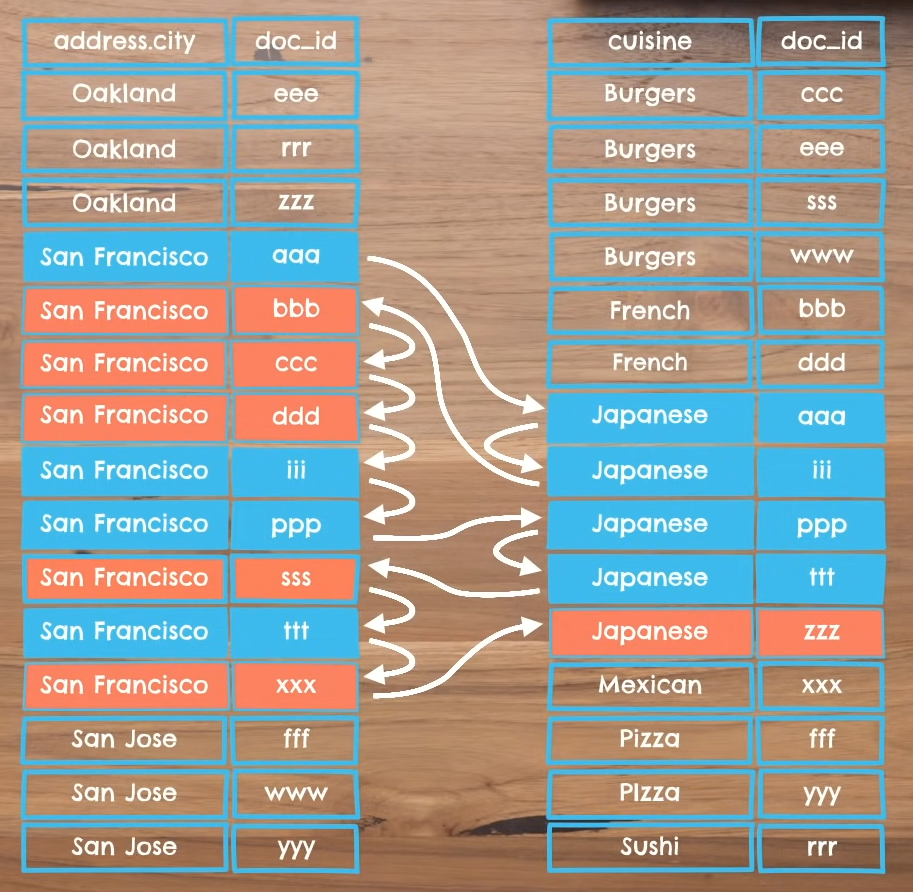 address.city doc_id cuisine doc_id
Oakland eee Burgers ccc
Oakland rrr Burgers eee
Oakland zzz Burgers sss
San Francisco aaa Burgers www
San Francisco bbb French bbb
San Francisco ccc French ddd
San Francisco ddd Japanese aaa
San Francisco iii Japanese iii
San Francisco ppp Japanese ppp
San Francisco sss Japanese ttt
San Francisco ttt Japanese zzz
San Francisco xxx Mexican xxx
San Jose fff Pizza fff
San Jose www PIzza yyy
San Jose yyy Sushi rrr